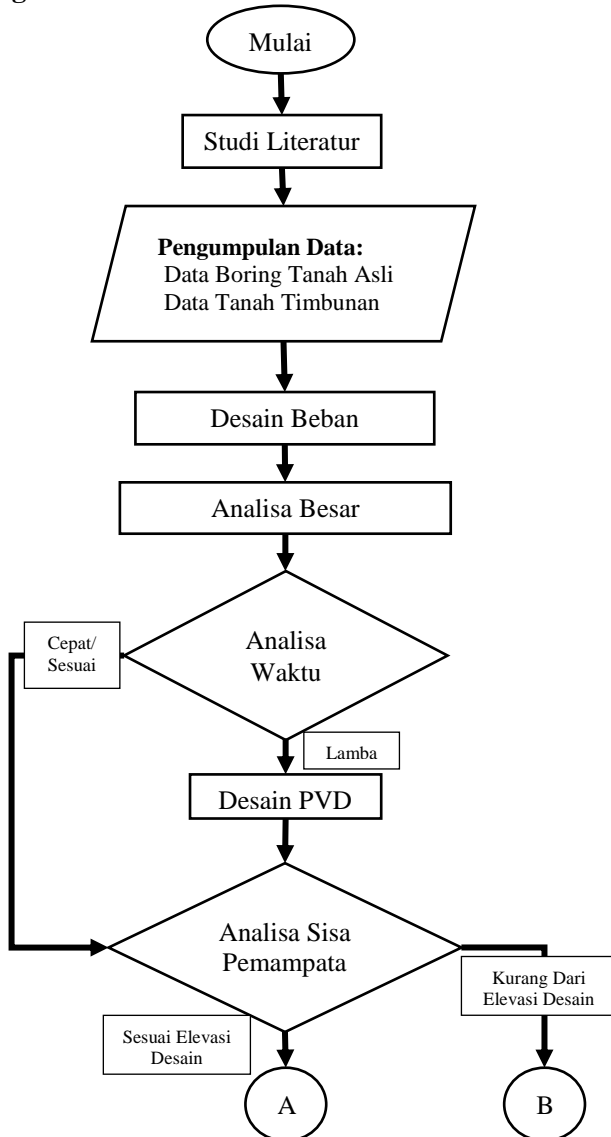 g
Mulai
Studi Literatur
Pengumpulan Data:
Data Boring Tanah Asli
Data Tanah Timbunan
Desain Beban
Analisa Besar
Analisa
Waktu
Cepat/
Sesuai
Lamba
Desain PVD
Analisa Sisa
Pemampata
Kurang Dari
Elevasi Desain
Sesuai Elevasi
Desain
A
B